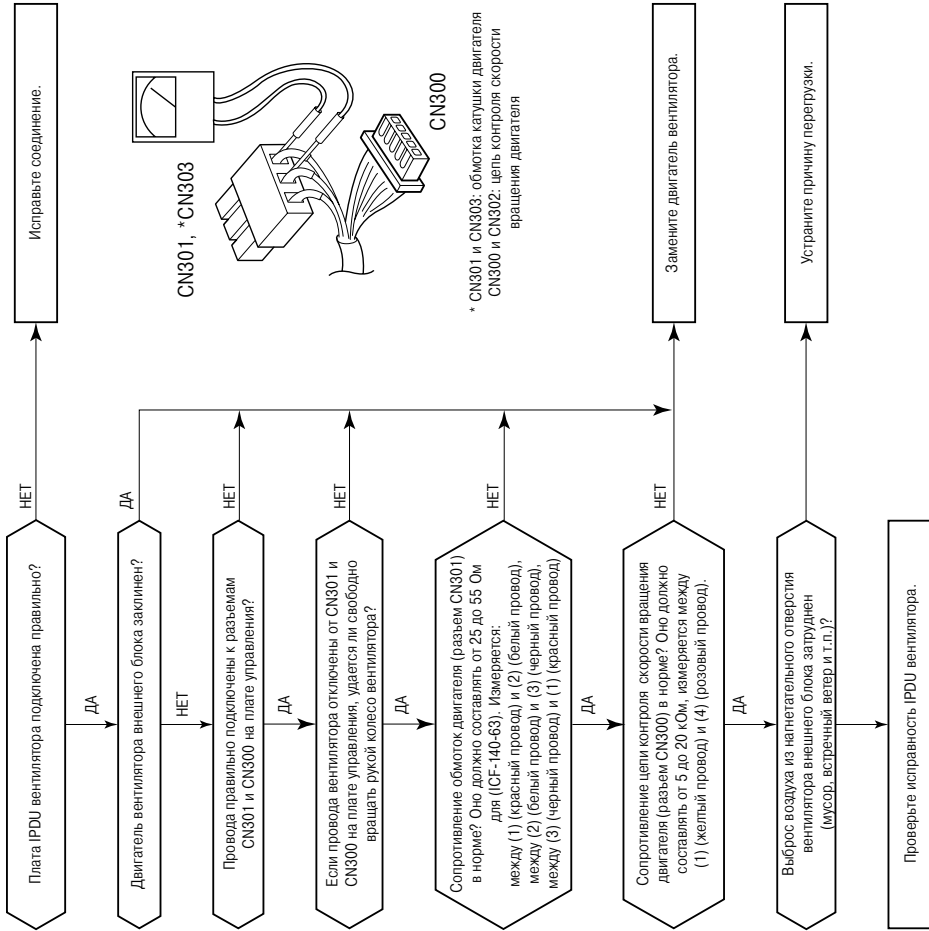 Плата IPDU вентилятора подключена правильно?
НЕТ
Исправьте соединение.
ДА
Двигатель вентилятора внешнего блока заклинен?
ДА
НЕТ
Провода правильно подключены к разъемам
CN301 и CN300 на плате управления?
НЕТ
ДА
Если провода вентилятора отключены от CN301 и
CN300 на плате управления, удается ли свободно
вращать рукой колесо вентилятора?
НЕТ
ДА
Сопротивление обмоток двигателя (разъем CN301)
в норме? Оно должно составлять от 25 до 55 Ом
для (ICF-140-63). Измеряется:
между (1) (красный провод) и (2) (белый провод),
между (2) (белый провод) и (3) (черный провод),
между (3) (черный провод) и (1) (красный провод)
НЕТ
ДА
Сопротивление цепи контроля скорости вращения
двигателя (разъем CN300) в норме? Оно должно
составлять от 5 до 20 кОм, измеряется между
(1) (желтый провод) и (4) (розовый провод).
НЕТ
Замените двигатель вентилятора.
ДА
Выброс воздуха из нагнетательного отверстия
вентилятора внешнего блока затруднен
(мусор, встречный ветер и т.п.)?
Устраните причину перегрузки.
Проверьте исправность IPDU вентилятора.
CN301, *CN303
CN300
* CN301 и CN303: обмотка катушки двигателя
CN300 и CN302: цепь контроля скорости
вращения двигателя